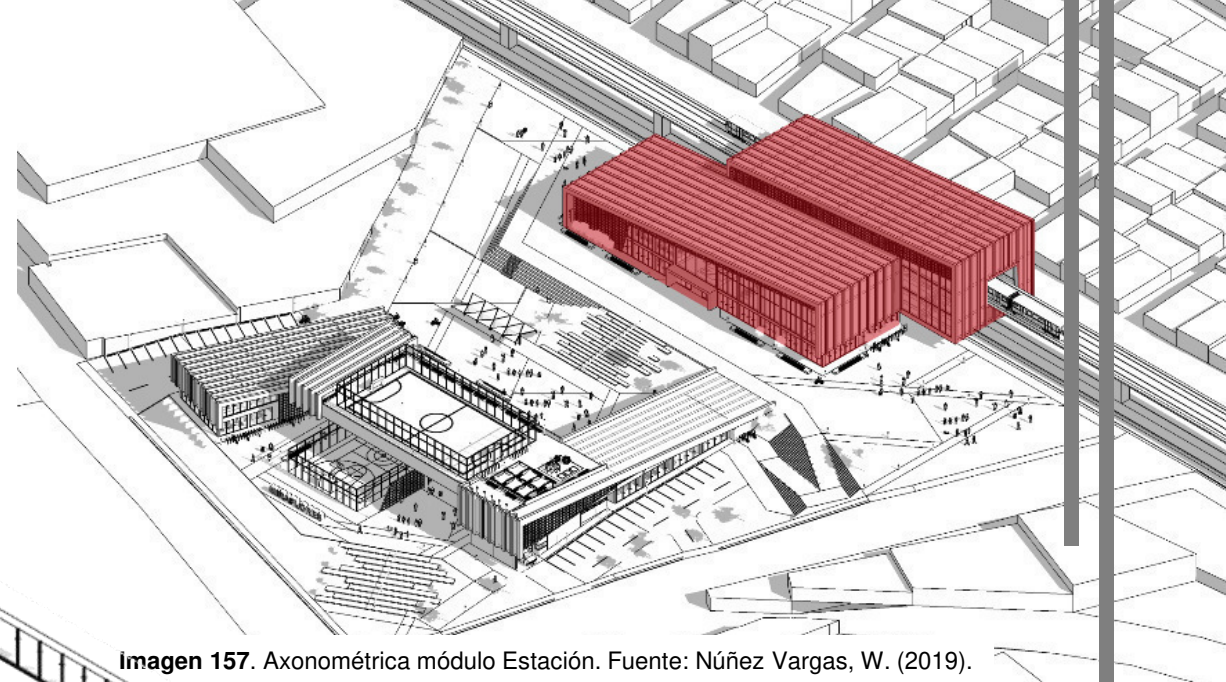 Imagen 157. Axonométrica módulo Estación. Fuente: Núñez Vargas, W. (2019).